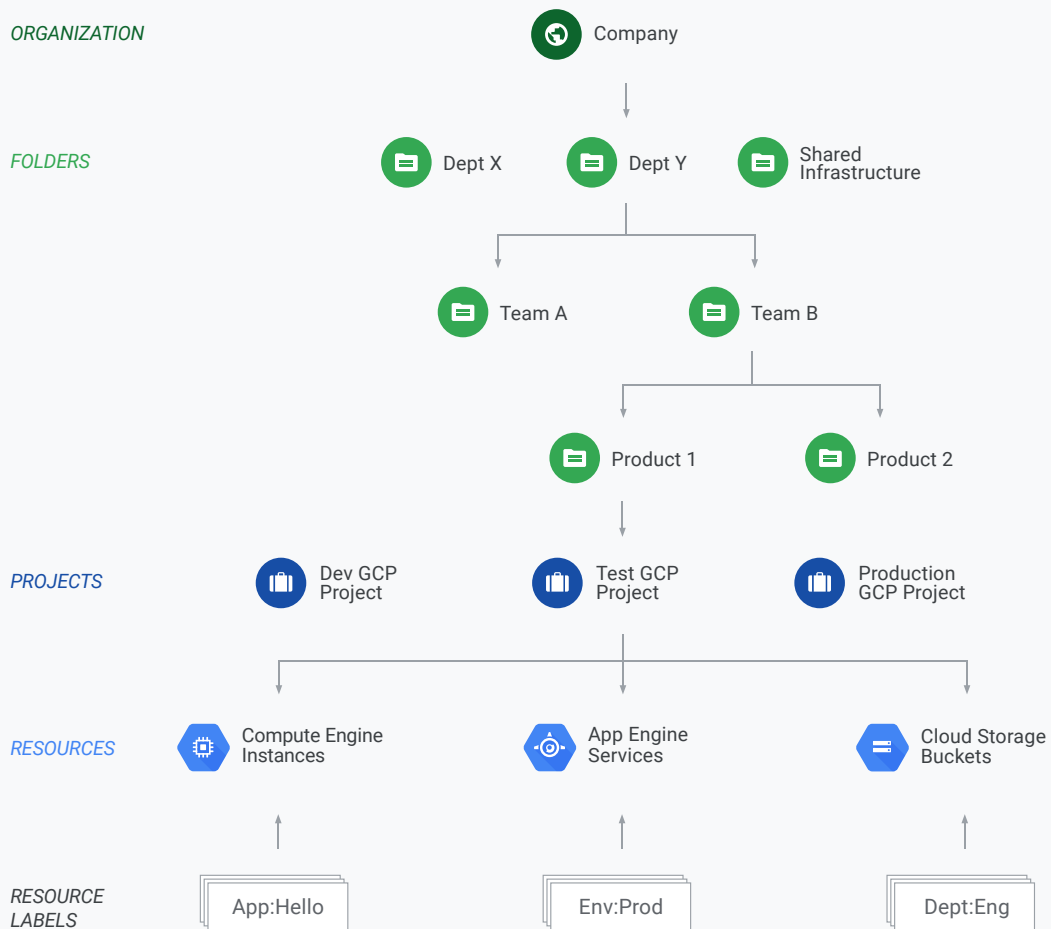 ORGANIZATION
Company
FOLDERS
Dept X
Dept Y
Shared
Infrastructure
Team A
Team B
Product 1
Product 2
PROJECTS
Dev GCP
Project
Test GCP
Project
Production
GCP Project
RESOURCES
Compute Engine
Instances
App Engine
Services
Cloud Storage
Buckets
RESOURCE
LABELS
App:Hello
Env:Prod
Dept:Eng